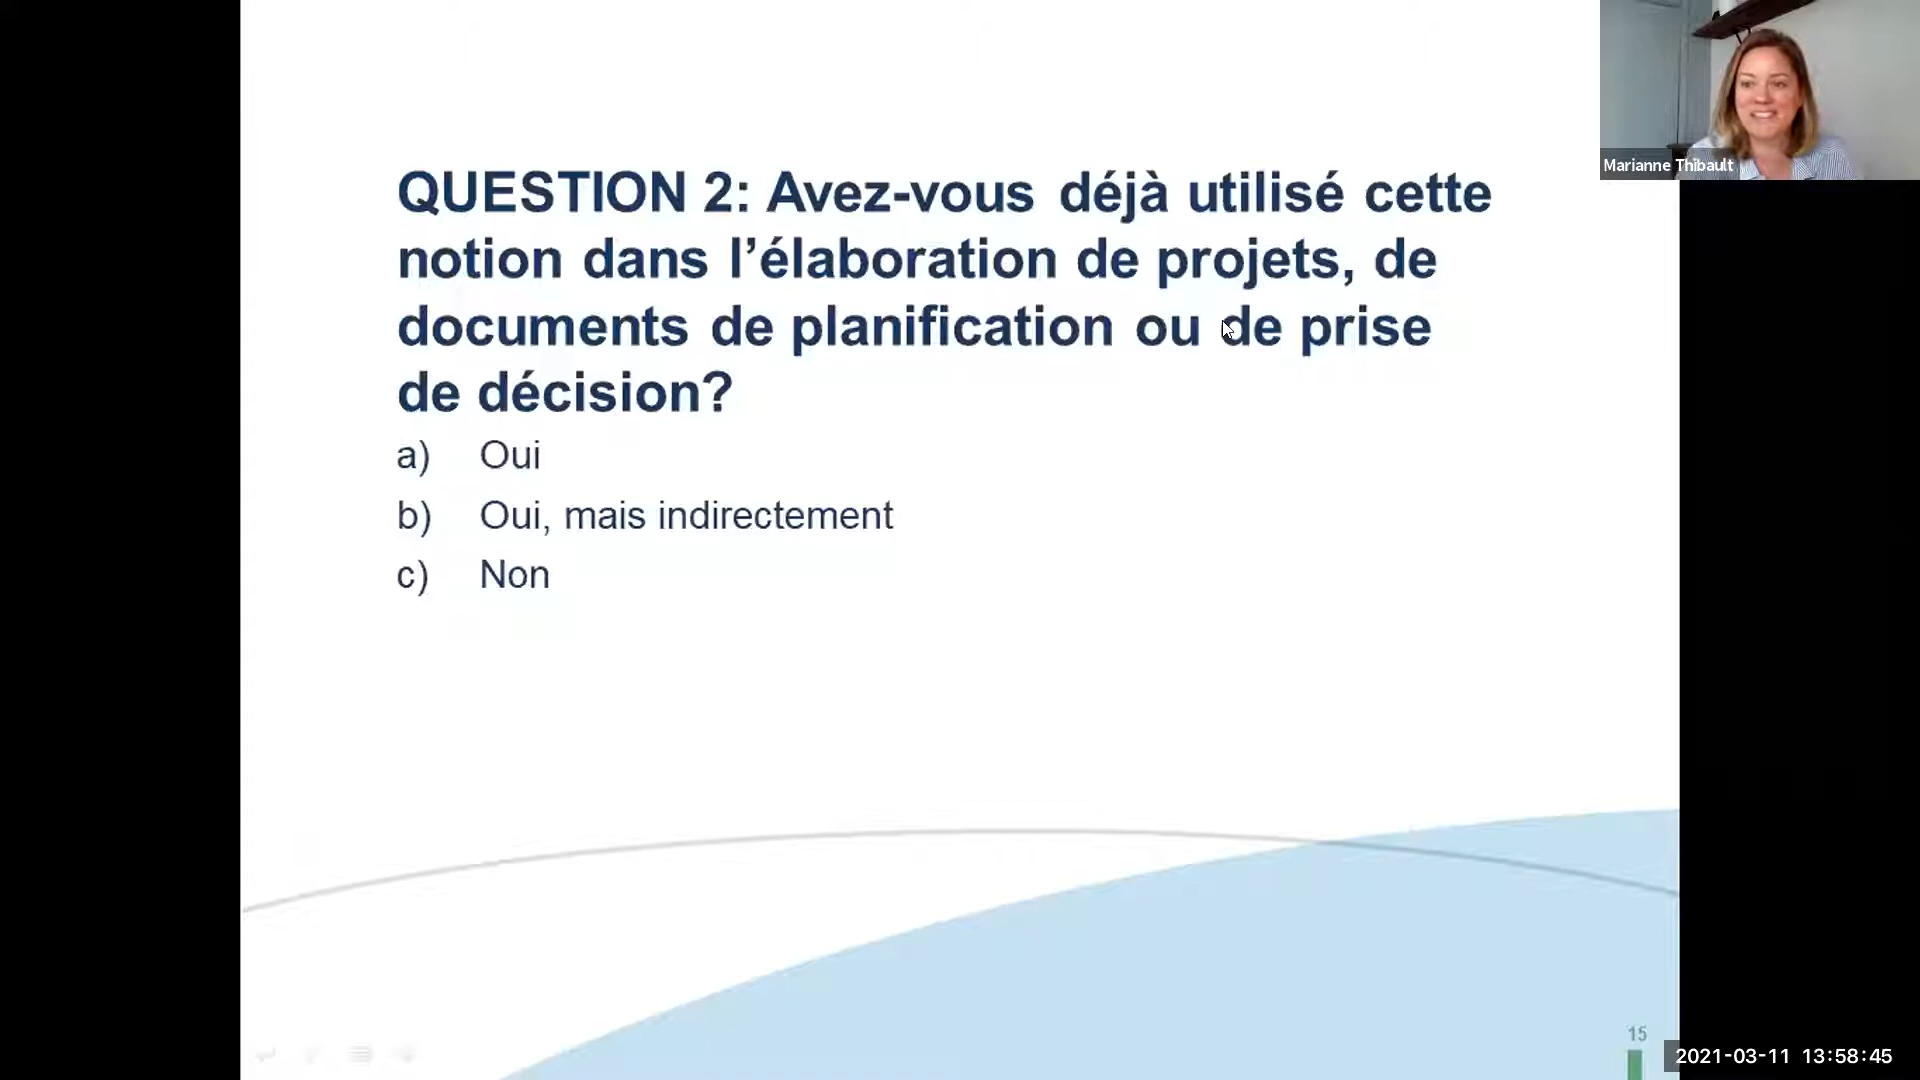 Marianne Thibault
QUESTION 2: Avez-vous déjà utilisé cette
notion dans l’élaboration de projets, de
documents de planification ou de prise
de décision?
a) Oui
b) Oui, mais indirectement
c) Non
15
2021-03-11 13:58:45